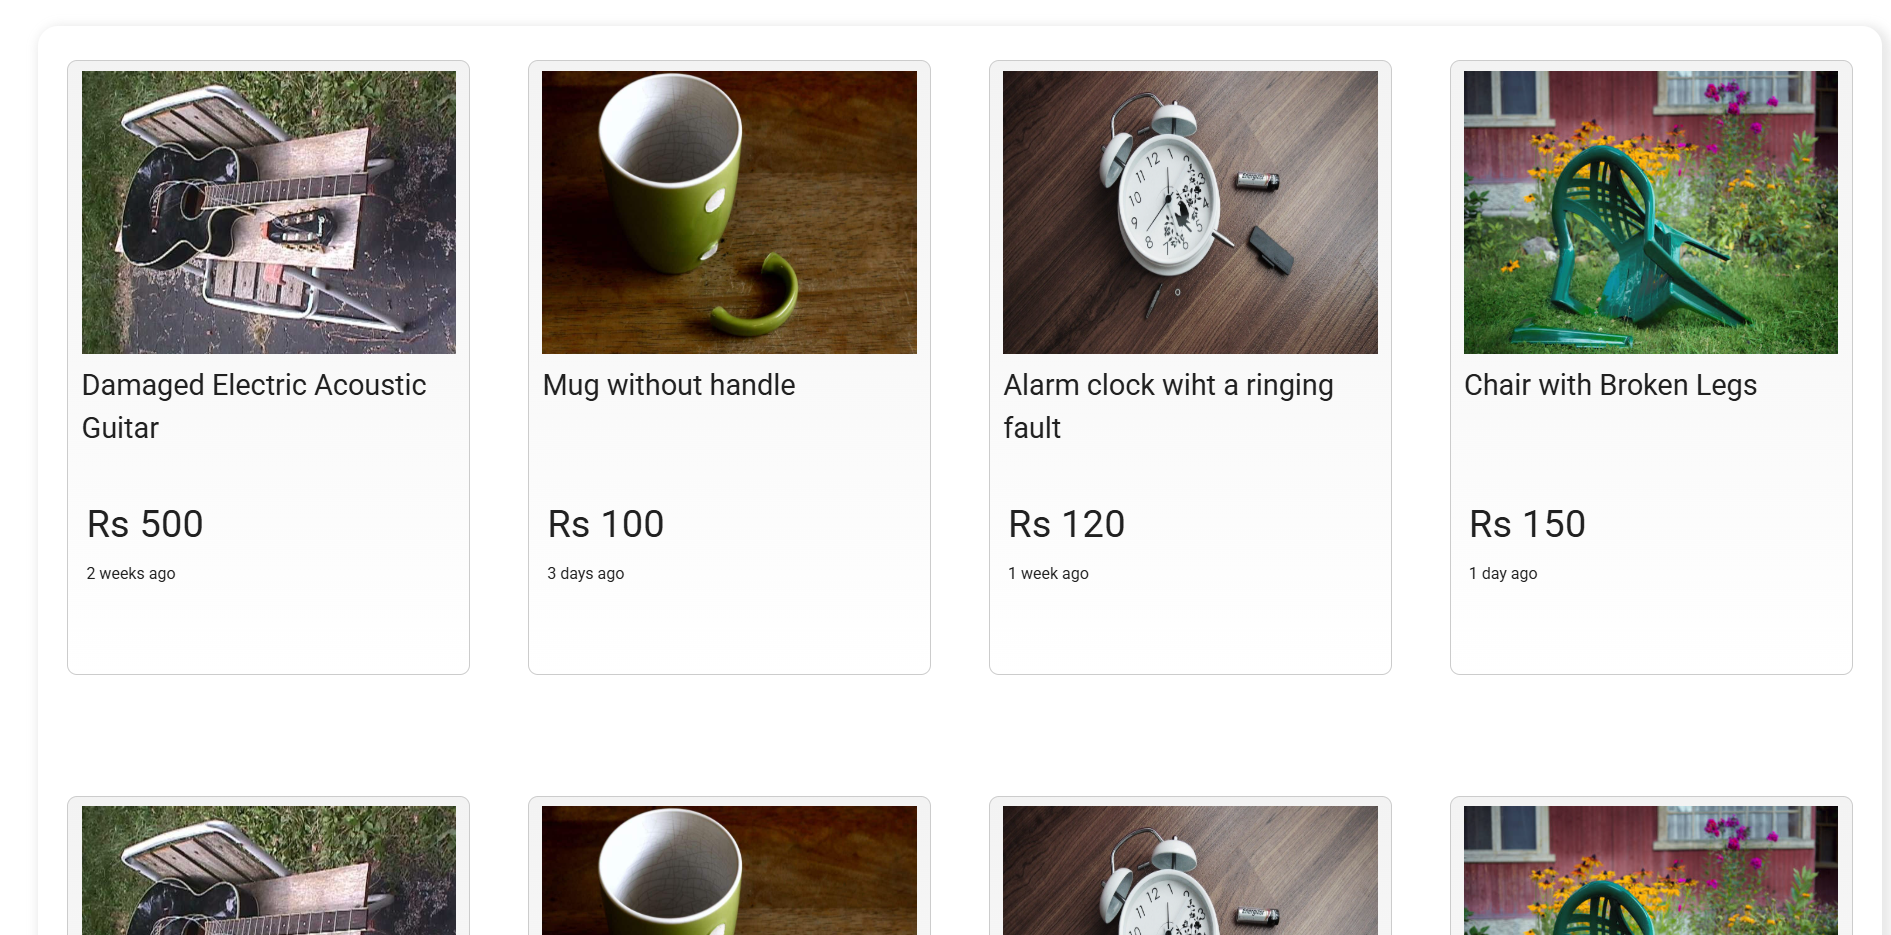 Damaged Electric Acoustic
Guitar
Rs 500
2 weeks ago
Mug without handle
Rs 100
3 days ago
Alarm clock wiht a ringing
fault
Rs 120
1 week ago
Chair with Broken Legs
Rs 150
1 day ago